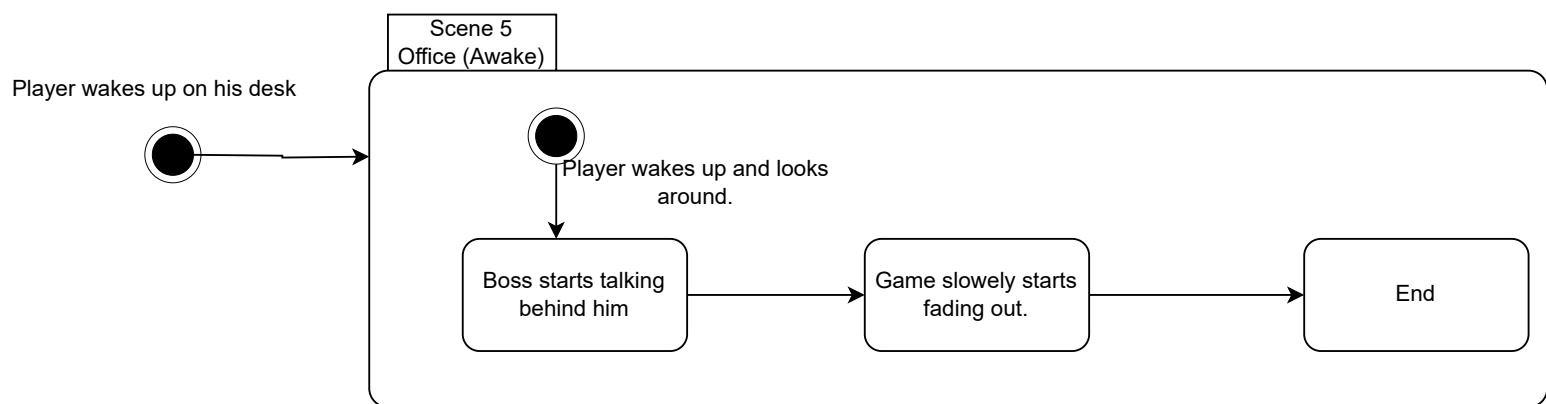 Scene 5
Office (Awake)
Player wakes up on his desk
Player wakes up and looks
around.
Boss starts talking
behind him
Game slowely starts
fading out.
End